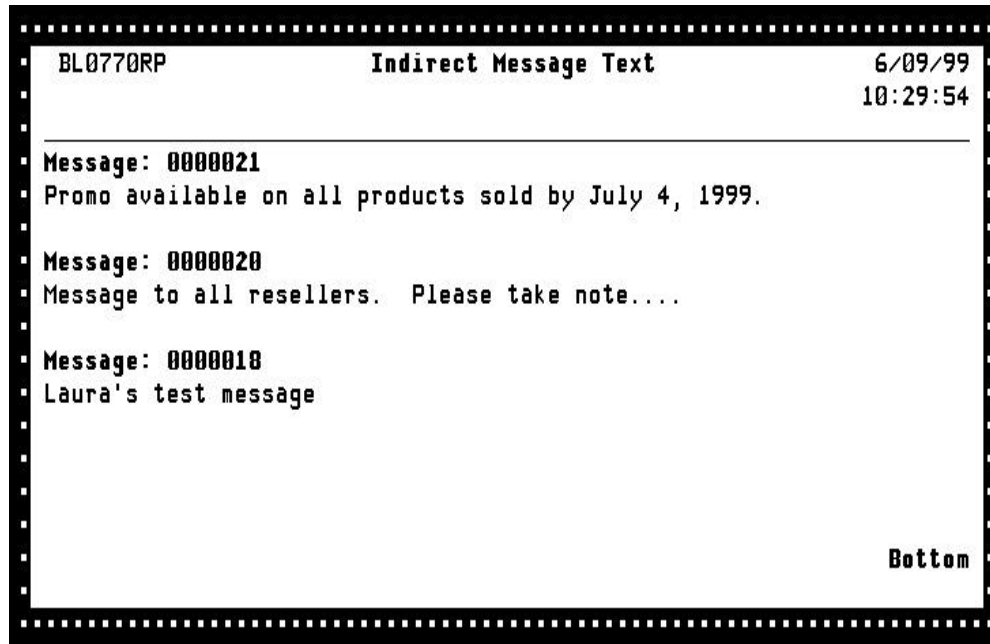 BL0770RP Indirect Message Text 6/09/99
10:29:54
Message: 0000021
Promo available on all products sold by July 4, 1999.
Message: 0000020
Message to all resellers.  Please take note....
Message: 0000018
Laura's test message
Bottom